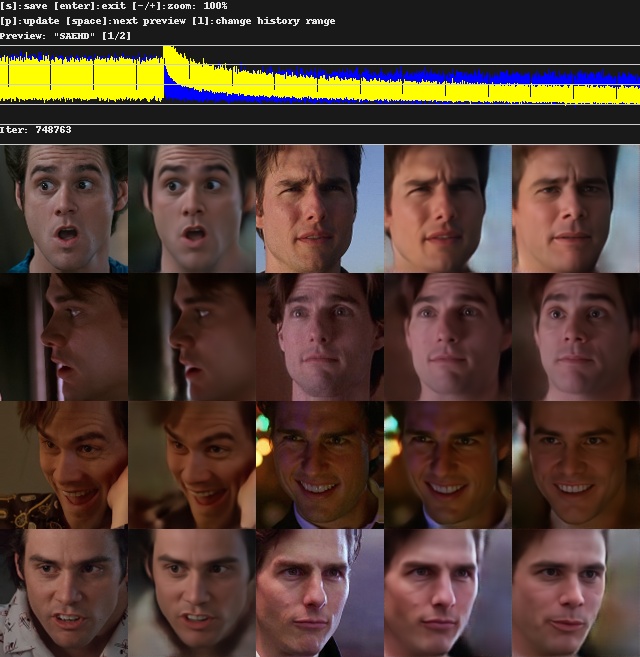 [s]:save [enter]:exit [-/+]:zoom: 100%
[p]:update [space]:next preview [l]:change history range
Preview: "SAEHD" [1/2]
Iter: 748763